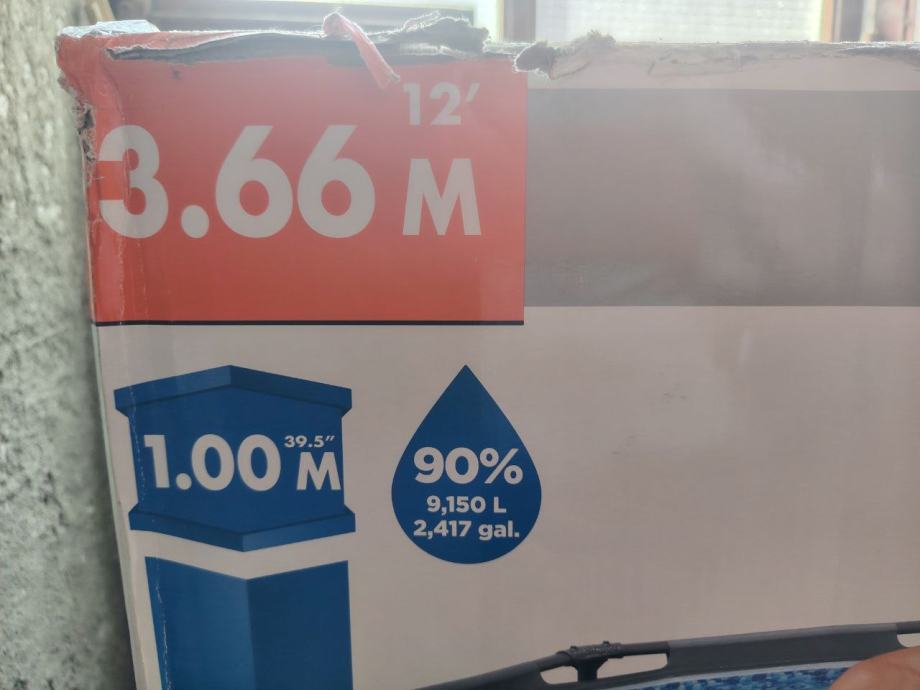 12′
3.66 M
39.5″
1.00 M
90%
9,150 L
2,417 gal.